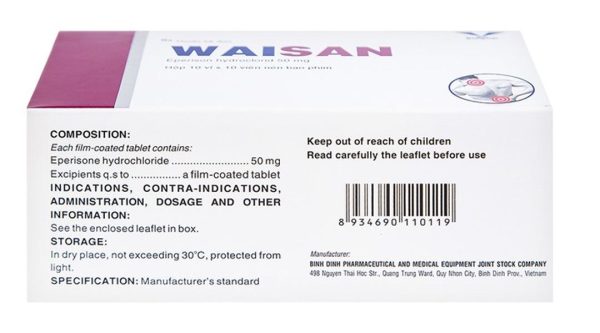 WAISAN
Eperison hydroclorid 50 mg
Hộp 10 vỉ x 10 viên nén bao phim
COMPOSITION:
Each film-coated tablet contains:
Eperisone hydrochloride ........................ 50 mg
Excipients q.s to ............... a film-coated tablet
INDICATIONS, CONTRA-INDICATIONS,
ADMINISTRATION, DOSAGE AND OTHER
INFORMATION:
See the enclosed leaflet in box.
STORAGE:
In dry place, not exceeding 30°C, protected from
light.
SPECIFICATION: Manufacturer's standard
Keep out of reach of children
Read carefully the leaflet before use
8 934690 110119
Manufacturer:
BINH DINH PHARMACEUTICAL AND MEDICAL EQUIPMENT JOINT STOCK COMPANY
498 Nguyen Thai Hoc Str., Quang Trung Ward, Quy Nhon City, Binh Dinh Prov., Vietnam